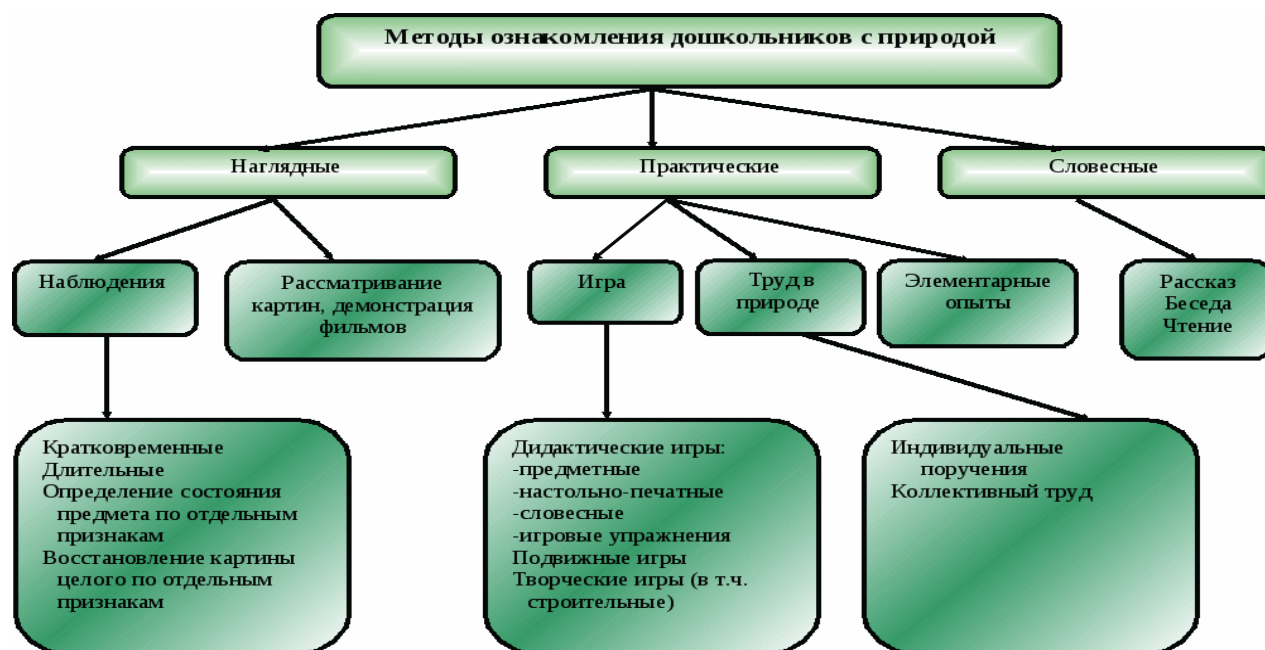 Методы ознакомления дошкольников с природой
Наглядные
Практические
Словесные
Наблюдения
Рассматривание
картин, демонстрация
фильмов
Игра
Труд в
природе
Элементарные
опыты
Рассказ
Беседа
Чтение
Кратковременные
Длительные
Определение состояния
предмета по отдельным
признакам
Восстановление картины
целого по отдельным
признакам
Дидактические игры:
-предметные
-настольно-печатные
-словесные
-игровые упражнения
Подвижные игры
Творческие игры (в т.ч.
строительные)
Индивидуальные
поручения
Коллективный труд